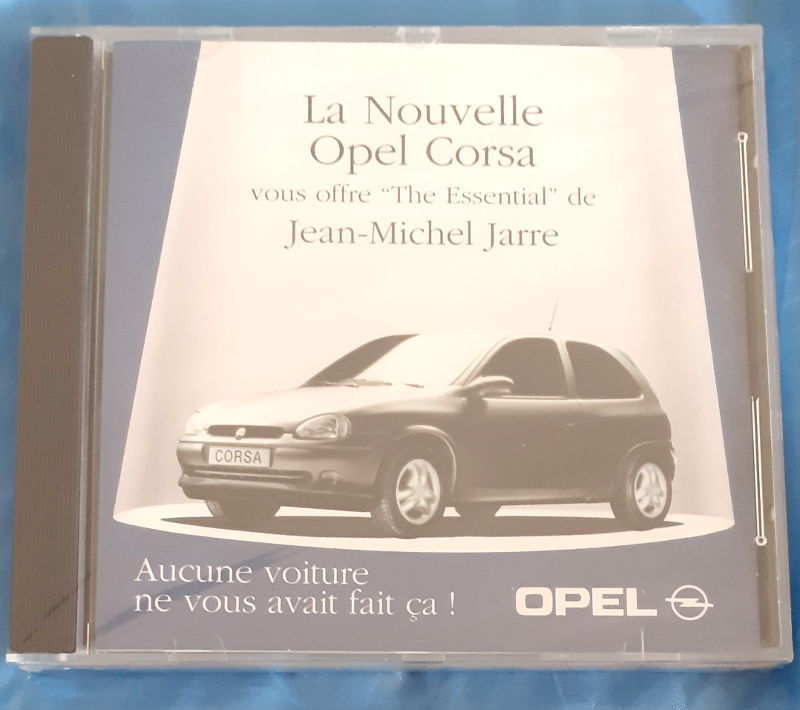 La Nouvelle
Opel Corsa
vous offre “The Essential” de
Jean-Michel Jarre
CORSA
Aucune voiture
ne vous avait fait ça !
OPEL